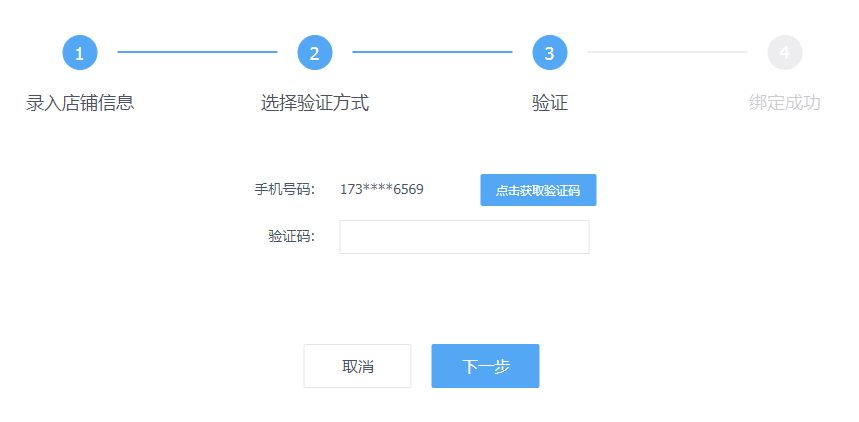 1 2 3 4
录入店铺信息 选择验证方式 验证 绑定成功
手机号码: 173****6569 点击获取验证码
验证码:
取消 下一步